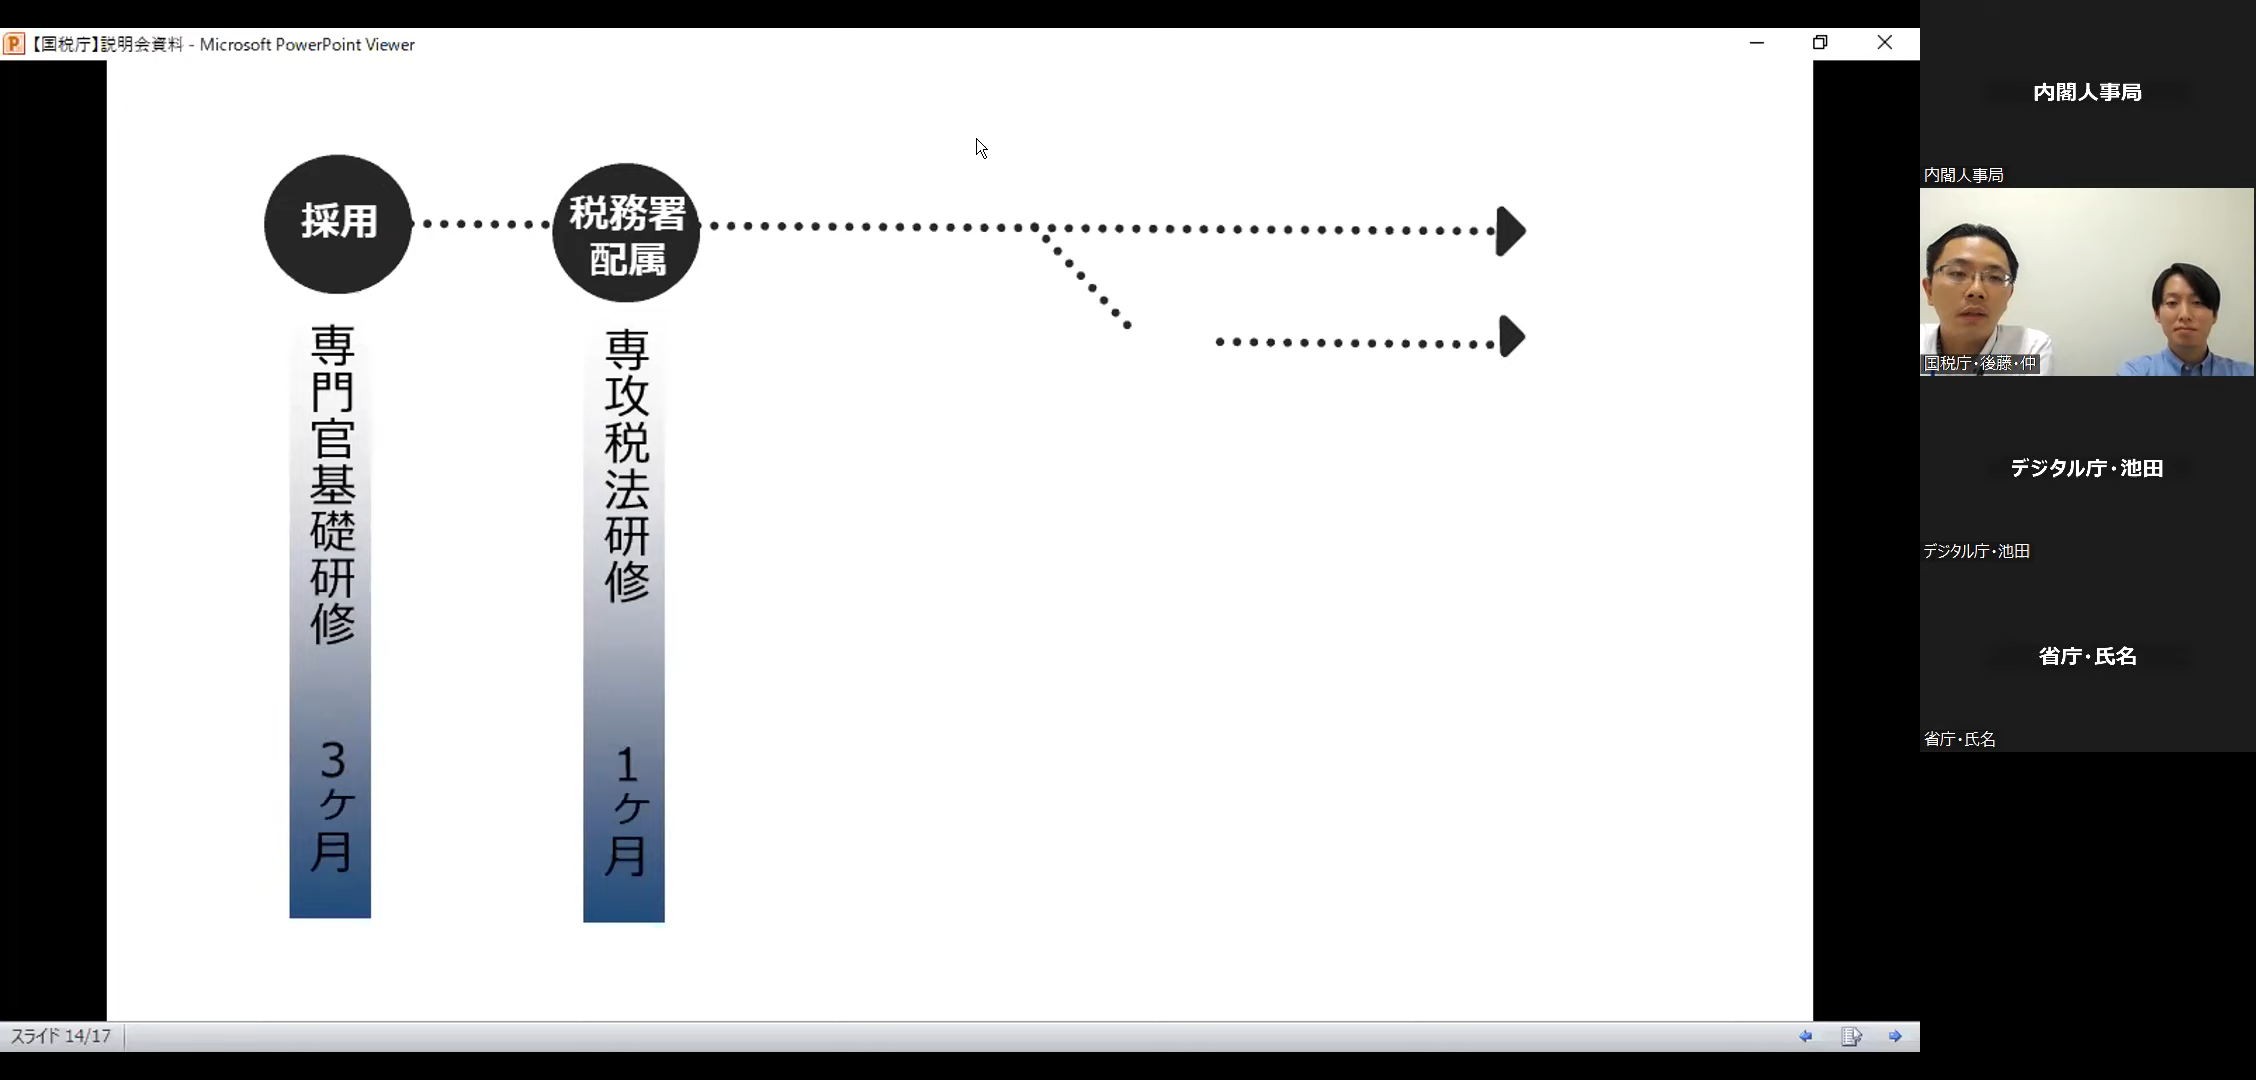 【国税庁】説明会資料 - Microsoft PowerPoint Viewer
採用
税務署
配属
専門官基礎研修 3ヶ月
専攻税法研修 1ヶ月
スライド 14/17
内閣人事局
内閣人事局
国税庁・後藤・仲
デジタル庁・池田
デジタル庁・池田
省庁・氏名
省庁・氏名